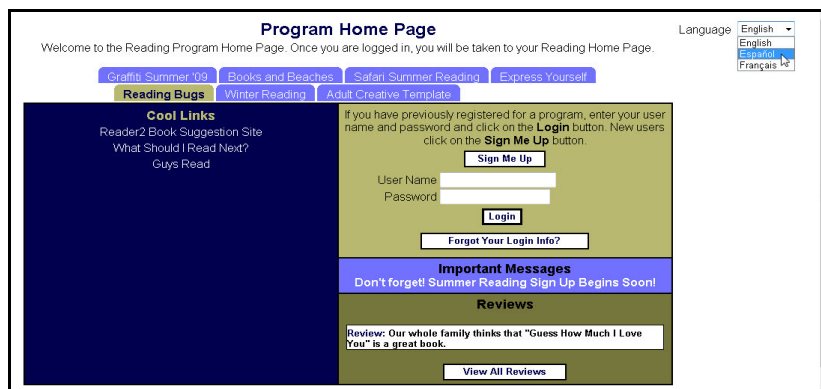 Program Home Page
Language English
Welcome to the Reading Program Home Page. Once you are logged in, you will be taken to your Reading Home Page.
English
Español
Français
Graffiti Summer '09 Books and Beaches Safari Summer Reading Express Yourself
Reading Bugs Winter Reading Adult Creative Template
Cool Links
Reader2 Book Suggestion Site
What Should I Read Next?
Guys Read
If you have previously registered for a program, enter your user
name and password and click on the Login button. New users
click on the Sign Me Up button.
Sign Me Up
User Name
Password
Login
Forgot Your Login Info?
Important Messages
Don't forget! Summer Reading Sign Up Begins Soon!
Reviews
Review: Our whole family thinks that "Guess How Much I Love
You" is a great book.
View All Reviews